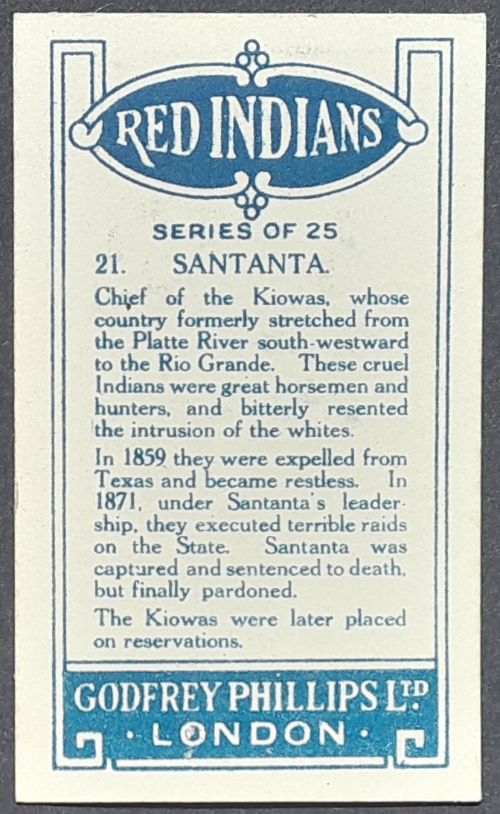 RED INDIANS
SERIES OF 25
21. SANTANTA.
Chief of the Kiowas, whose
country formerly stretched from
the Platte River south-westward
to the Rio Grande. These cruel
Indians were great horsemen and
hunters, and bitterly resented
the intrusion of the whites.
In 1859 they were expelled from
Texas and became restless. In
1871, under Santanta's leader-
ship, they executed terrible raids
on the State. Santanta was
captured and sentenced to death,
but finally pardoned.
The Kiowas were later placed
on reservations.
GODFREY PHILLIPS LTD.
· LONDON ·